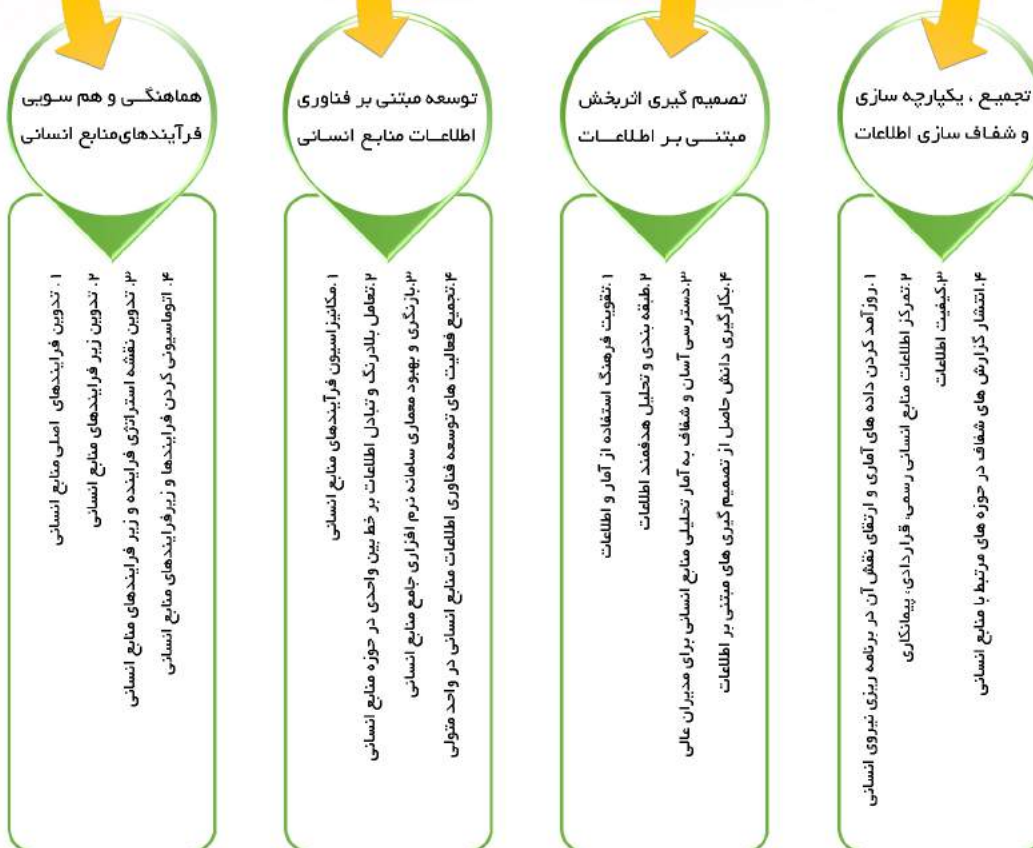 تجمیع ، یکپارچه سازی
و شفاف سازی اطلاعات
۱.روزآمد کردن داده های آماری و ارتقای نقش آن در برنامه ریزی نیروی انسانی
۲.تمرکز اطلاعات منابع انسانی رسمی، قراردادی، پیمانکاری
۳.کیفیت اطلاعات
۴.انتشار گزارش های شفاف در حوزه های مرتبط با منابع انسانی
تصمیم گیری اثربخش
مبتنی بر اطلاعات
۱.تقویت فرهنگ استفاده از آمار و اطلاعات
۲.طبقه بندی و تحلیل هدفمند اطلاعات
۳.دسترسی آسان و شفاف به آمار تحلیلی منابع انسانی برای مدیران عالی
۴.بکارگیری دانش حاصل از تصمیم گیری های مبتنی بر اطلاعات
توسعه مبتنی بر فناوری
اطلاعات منابع انسانی
۱.مکانیزاسیون فرآیندهای منابع انسانی
۲.تعامل بلادرنگ و تبادل اطلاعات بر خط بین واحدی در حوزه منابع انسانی
۳.بازنگری و بهبود معماری سامانه نرم افزاری جامع منابع انسانی
۴.تجمیع فعالیت های توسعه فناوری اطلاعات منابع انسانی در واحد متولی
هماهنگی و هم سویی
فرآیندهای منابع انسانی
۱. تدوین فرایندهای اصلی منابع انسانی
۲. تدوین زیر فرایندهای منابع انسانی
۳. تدوین نقشه استراتژی فراینده و زیر فرایندهای منابع انسانی
۴. اتوماسیونی کردن فرایندها و زیرفرایندهای منابع انسانی